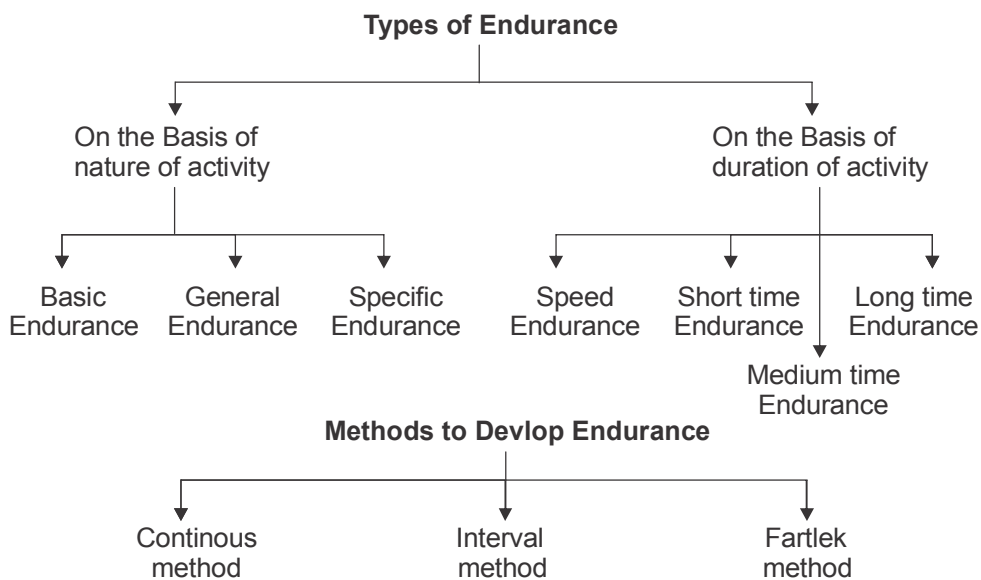 Types of Endurance
On the Basis of
nature of activity
On the Basis of
duration of activity
Basic
Endurance
General
Endurance
Specific
Endurance
Speed
Endurance
Short time
Endurance
Long time
Endurance
Medium time
Endurance
Methods to Devlop Endurance
Continous
method
Interval
method
Fartlek
method